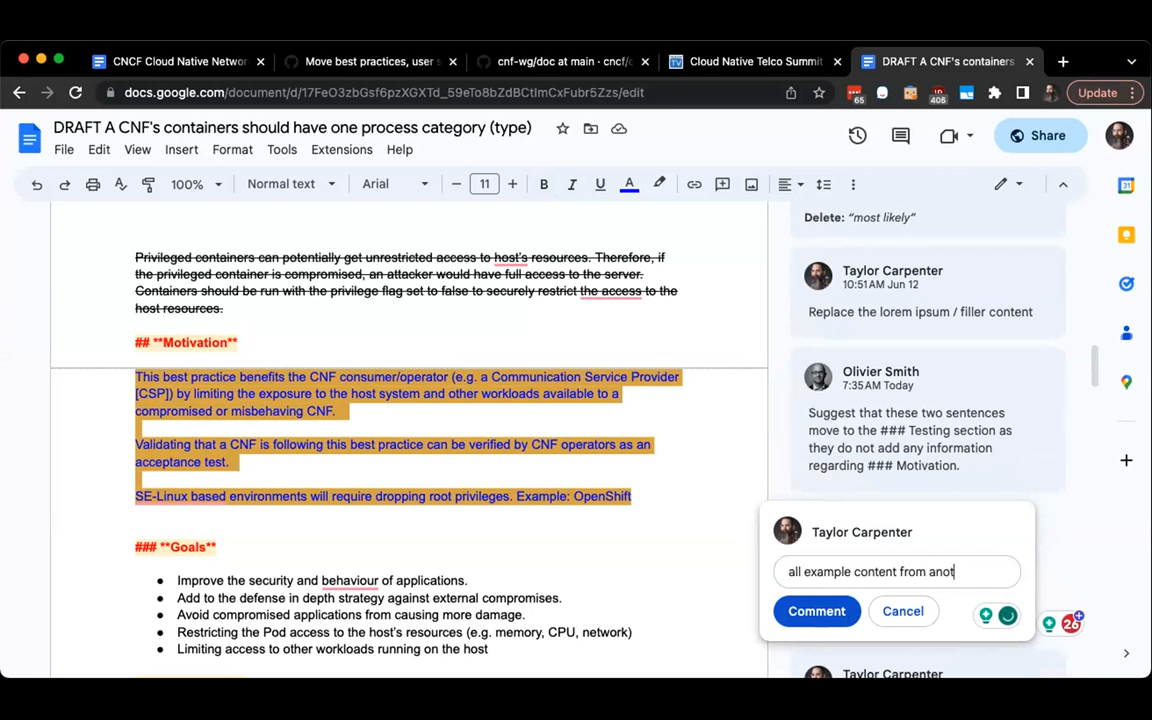 CNCF Cloud Native Networ
Move best practices, user s
cnf-wg/doc at main · cncf/c
Cloud Native Telco Summit
DRAFT A CNF's containers
docs.google.com/document/d/17FeO3zbGsf6pzXGXTd_59eTo8bZdBCtImCxFubr5Zzs/edit
65
406
Update
DRAFT A CNF's containers should have one process category (type)
File Edit View Insert Format Tools Extensions Help
Share
100% Normal text Arial 11 B I U A
31
Delete: “most likely”
Privileged containers can potentially get unrestricted access to host's resources. Therefore, if
the privileged container is compromised, an attacker would have full access to the server.
Containers should be run with the privilege flag set to false to securely restrict the access to the
host resources.
## **Motivation**
This best practice benefits the CNF consumer/operator (e.g. a Communication Service Provider
[CSP]) by limiting the exposure to the host system and other workloads available to a
compromised or misbehaving CNF.
Validating that a CNF is following this best practice can be verified by CNF operators as an
acceptance test.
SE-Linux based environments will require dropping root privileges. Example: OpenShift
### **Goals**
● Improve the security and behaviour of applications.
● Add to the defense in depth strategy against external compromises.
● Avoid compromised applications from causing more damage.
● Restricting the Pod access to the host's resources (e.g. memory, CPU, network)
● Limiting access to other workloads running on the host
Taylor Carpenter
10:51 AM Jun 12
Replace the lorem ipsum / filler content
Olivier Smith
7:35 AM Today
Suggest that these two sentences
move to the ### Testing section as
they do not add any information
regarding ### Motivation.
Taylor Carpenter
all example content from anot
Comment Cancel
26
Taylor Carpenter